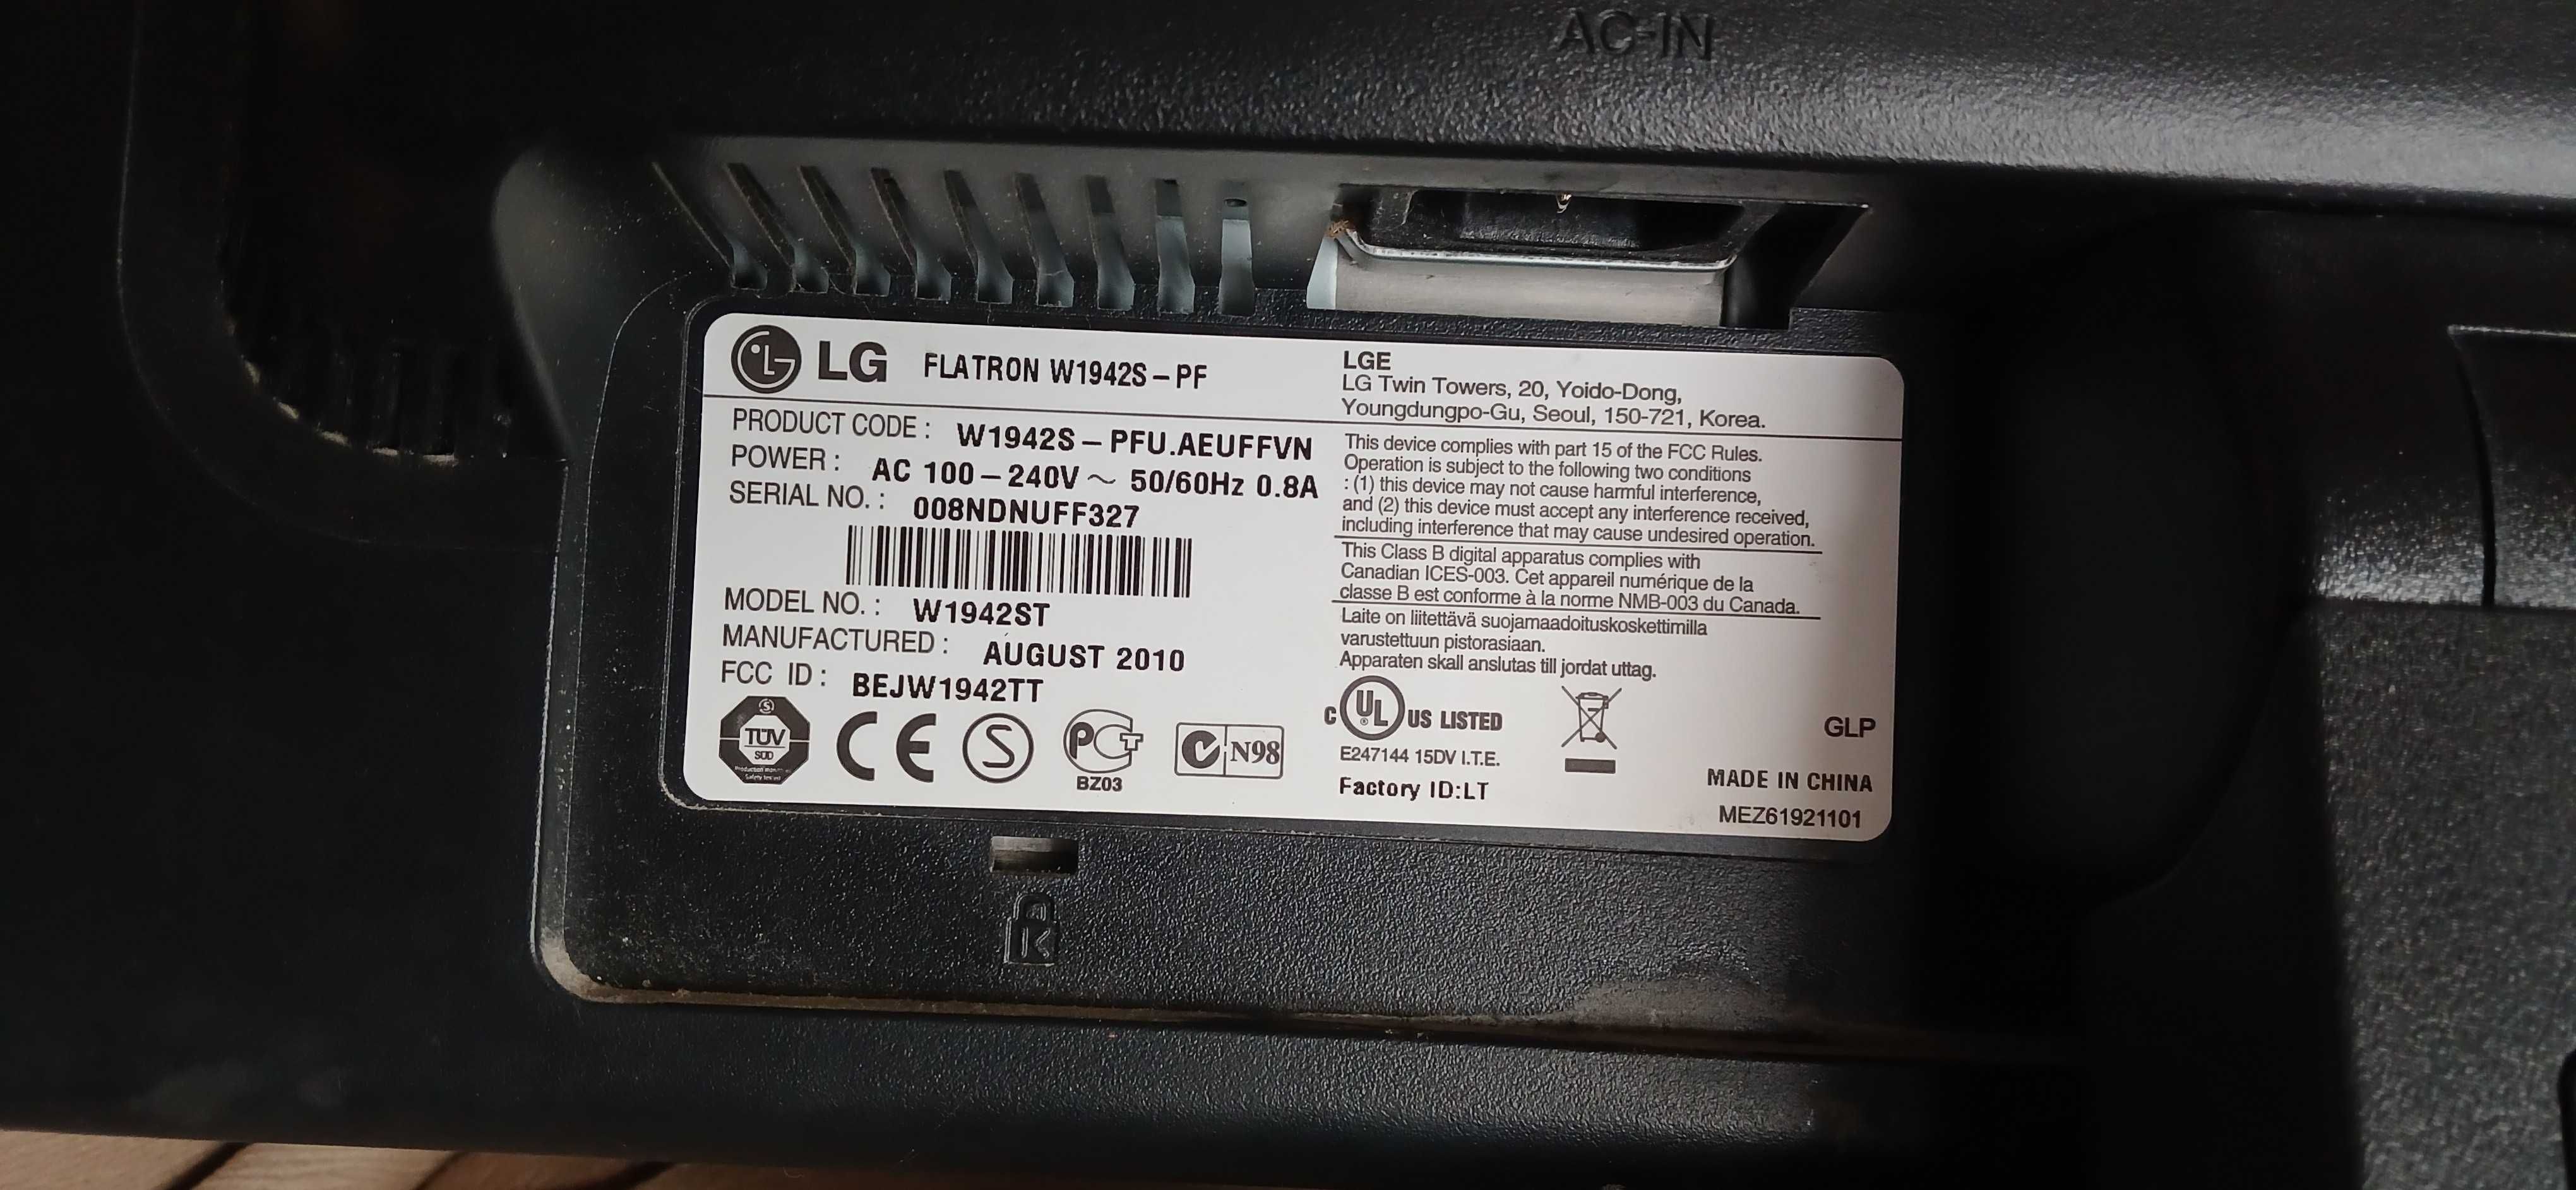 AC-IN
LG FLATRON W1942S-PF
PRODUCT CODE : W1942S-PFU.AEUFFVN
POWER : AC 100-240V ~ 50/60Hz 0.8A
SERIAL NO. : 008NDNUFF327
MODEL NO. : W1942ST
MANUFACTURED : AUGUST 2010
FCC ID : BEJW1942TT
S
TÜV
SÜD
CE
S
PCT
BZ03
N98
LGE
LG Twin Towers, 20, Yoido-Dong,
Youngdungpo-Gu, Seoul, 150-721, Korea.
This device complies with part 15 of the FCC Rules.
Operation is subject to the following two conditions
: (1) this device may not cause harmful interference,
and (2) this device must accept any interference received,
including interference that may cause undesired operation.
This Class B digital apparatus complies with
Canadian ICES-003. Cet appareil numérique de la
classe B est conforme à la norme NMB-003 du Canada.
Laite on liitettävä suojamaadoituskoskettimilla
varustettuun pistorasiaan.
Apparaten skall anslutas till jordat uttag.
C UL® US LISTED
E247144 15DV I.T.E.
Factory ID:LT
GLP
MADE IN CHINA
MEZ61921101
K